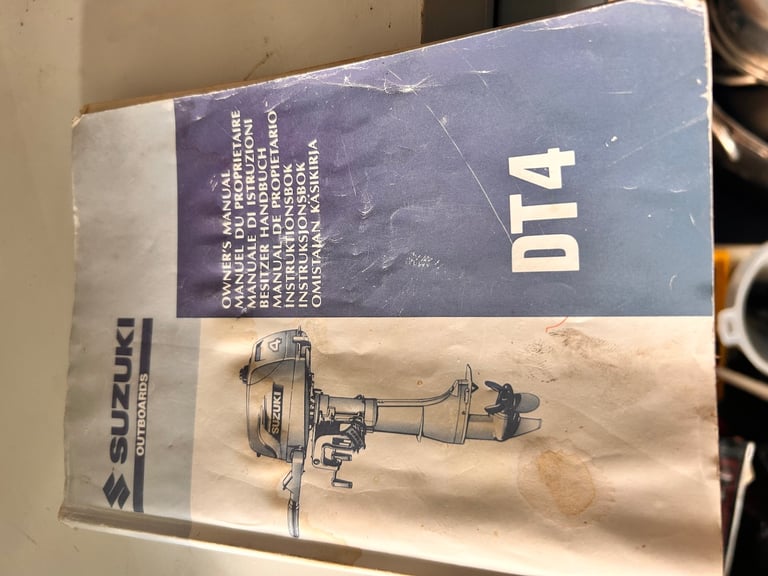 SUZUKI
OUTBOARDS
OWNER'S MANUAL
MANUEL DU PROPRIETAIRE
MANUALE DI ISTRUZIONI
BESITZER HANDBUCH
MANUAL DE PROPIETARIO
INSTRUKTIONSBOK
INSTRUKSJONSBOK
OMISTAJAN KÄSIKIRJA
DT4
4
SUZUKI